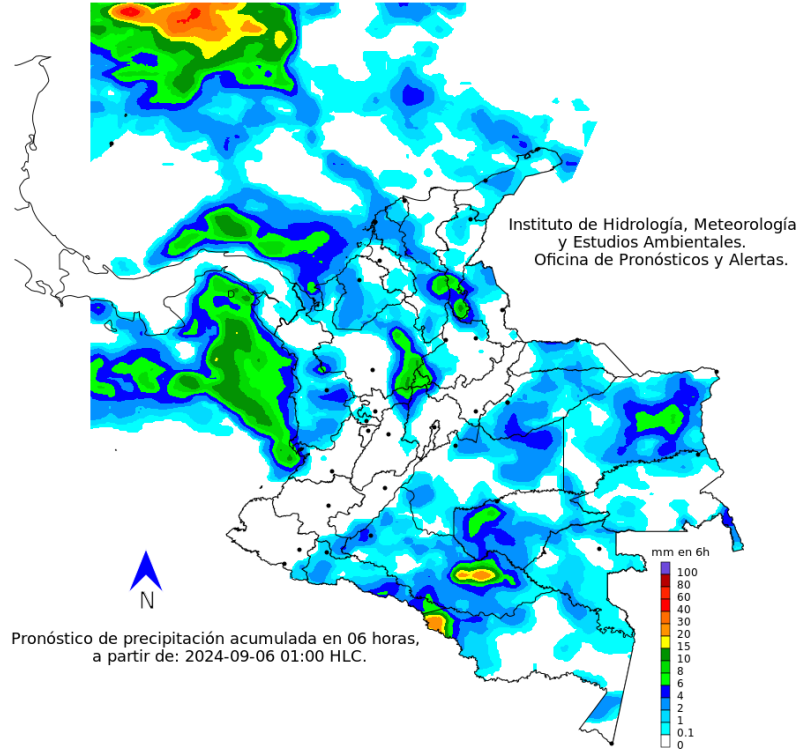 Instituto de Hidrología, Meteorología
y Estudios Ambientales.
Oficina de Pronósticos y Alertas.
mm en 6h
100
80
60
40
30
20
15
10
8
6
4
2
1
0.1
0
N
Pronóstico de precipitación acumulada en 06 horas,
a partir de: 2024-09-06 01:00 HLC.